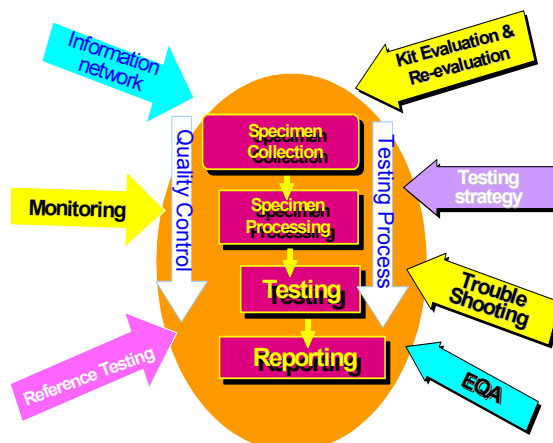 Information
network
Kit Evaluation &
Re-evaluation
Specimen
Collection
Quality Control
Testing Process
Monitoring
Specimen
Processing
Testing
strategy
Testing
Trouble
Shooting
Reference Testing
Reporting
EQA